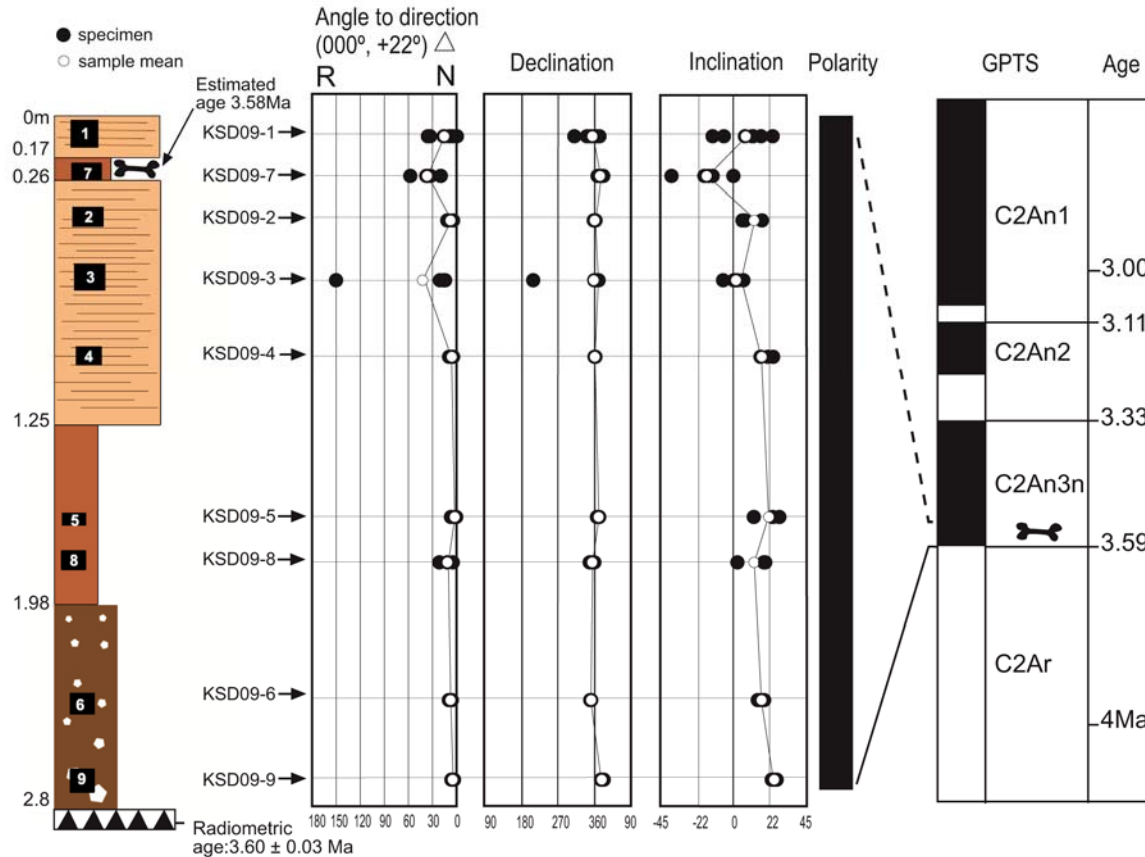 Angle to direction
(000º, +22º) △
R N
specimen
sample mean
Declination
Inclination
Polarity
GPTS
Age
Estimated
age 3.58Ma
0m
0.17
0.26
1.25
1.98
2.8
1
7
2
3
4
5
8
6
9
KSD09-1
KSD09-7
KSD09-2
KSD09-3
KSD09-4
KSD09-5
KSD09-8
KSD09-6
KSD09-9
180 150 120 90 60 30 0
90 180 270 360 90
-45 -22 0 22 45
Radiometric
age:3.60 ± 0.03 Ma
C2An1
C2An2
C2An3n
C2Ar
3.00
3.11
3.33
3.59
4Ma